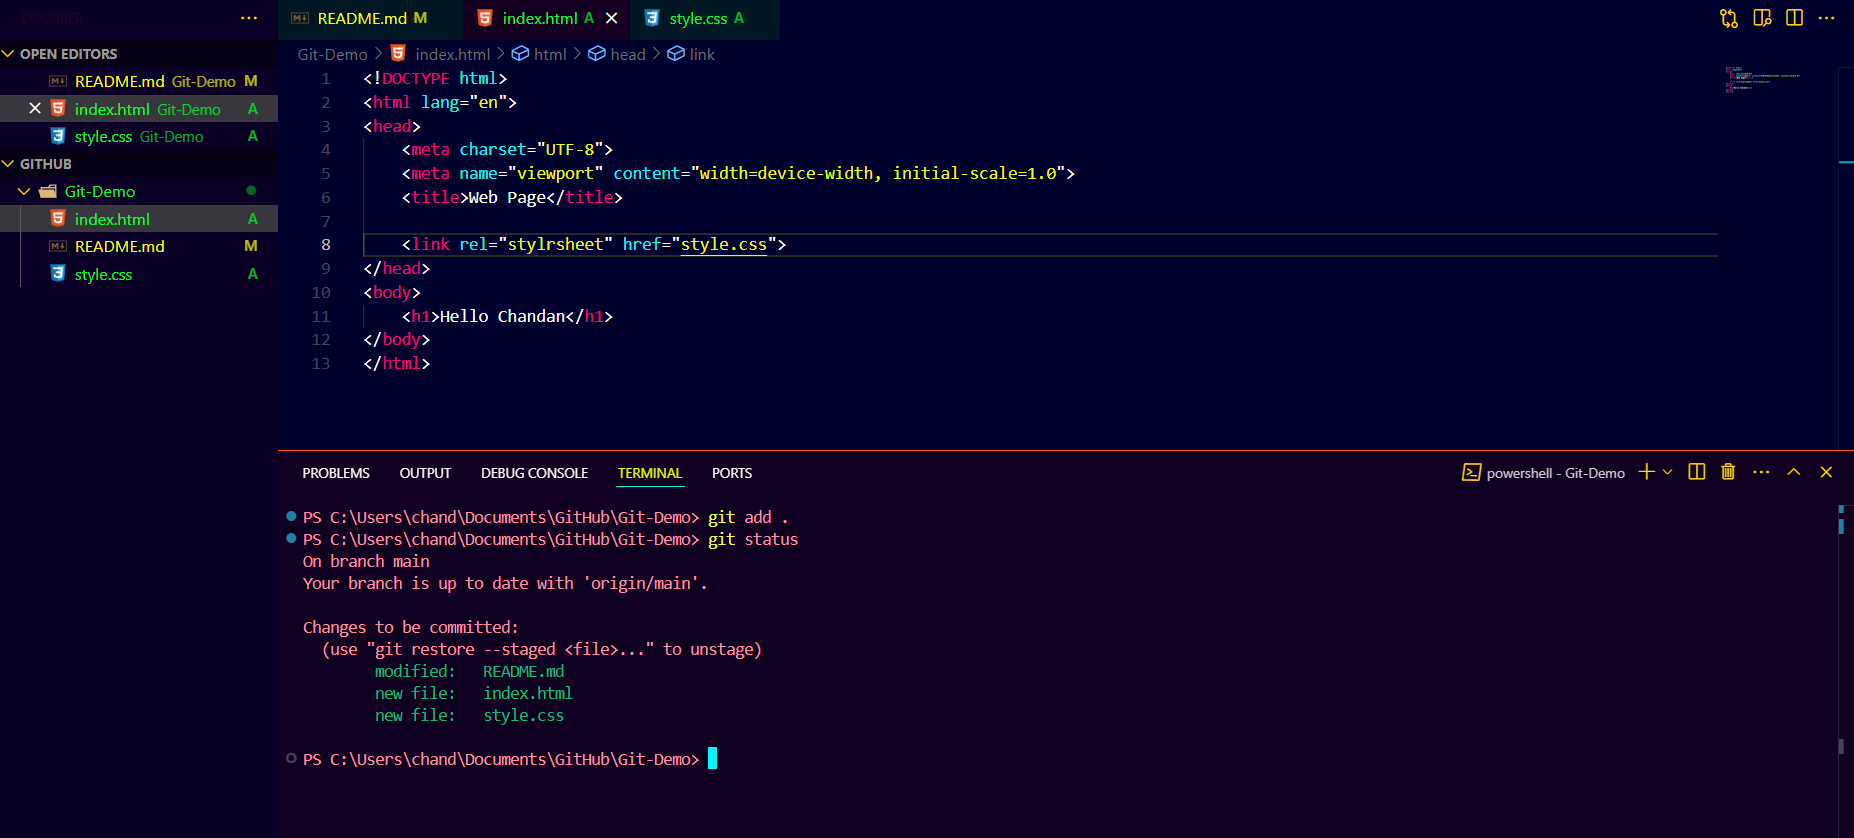 EXPLORER
OPEN EDITORS
README.md Git-Demo M
index.html Git-Demo A
style.css Git-Demo A
GITHUB
Git-Demo
index.html A
README.md M
style.css A
README.md M
index.html A
style.css A
Git-Demo > index.html > html > head > link
1 <!DOCTYPE html>
2 <html lang="en">
3 <head>
4 <meta charset="UTF-8">
5 <meta name="viewport" content="width=device-width, initial-scale=1.0">
6 <title>Web Page</title>
7
8 <link rel="stylrsheet" href="style.css">
9 </head>
10 <body>
11 <h1>Hello Chandan</h1>
12 </body>
13 </html>
PROBLEMS OUTPUT DEBUG CONSOLE TERMINAL PORTS
powershell - Git-Demo
PS C:\Users\chand\Documents\GitHub\Git-Demo> git add .
PS C:\Users\chand\Documents\GitHub\Git-Demo> git status
On branch main
Your branch is up to date with 'origin/main'.
Changes to be committed:
(use "git restore --staged <file>..." to unstage)
modified: README.md
new file: index.html
new file: style.css
PS C:\Users\chand\Documents\GitHub\Git-Demo>